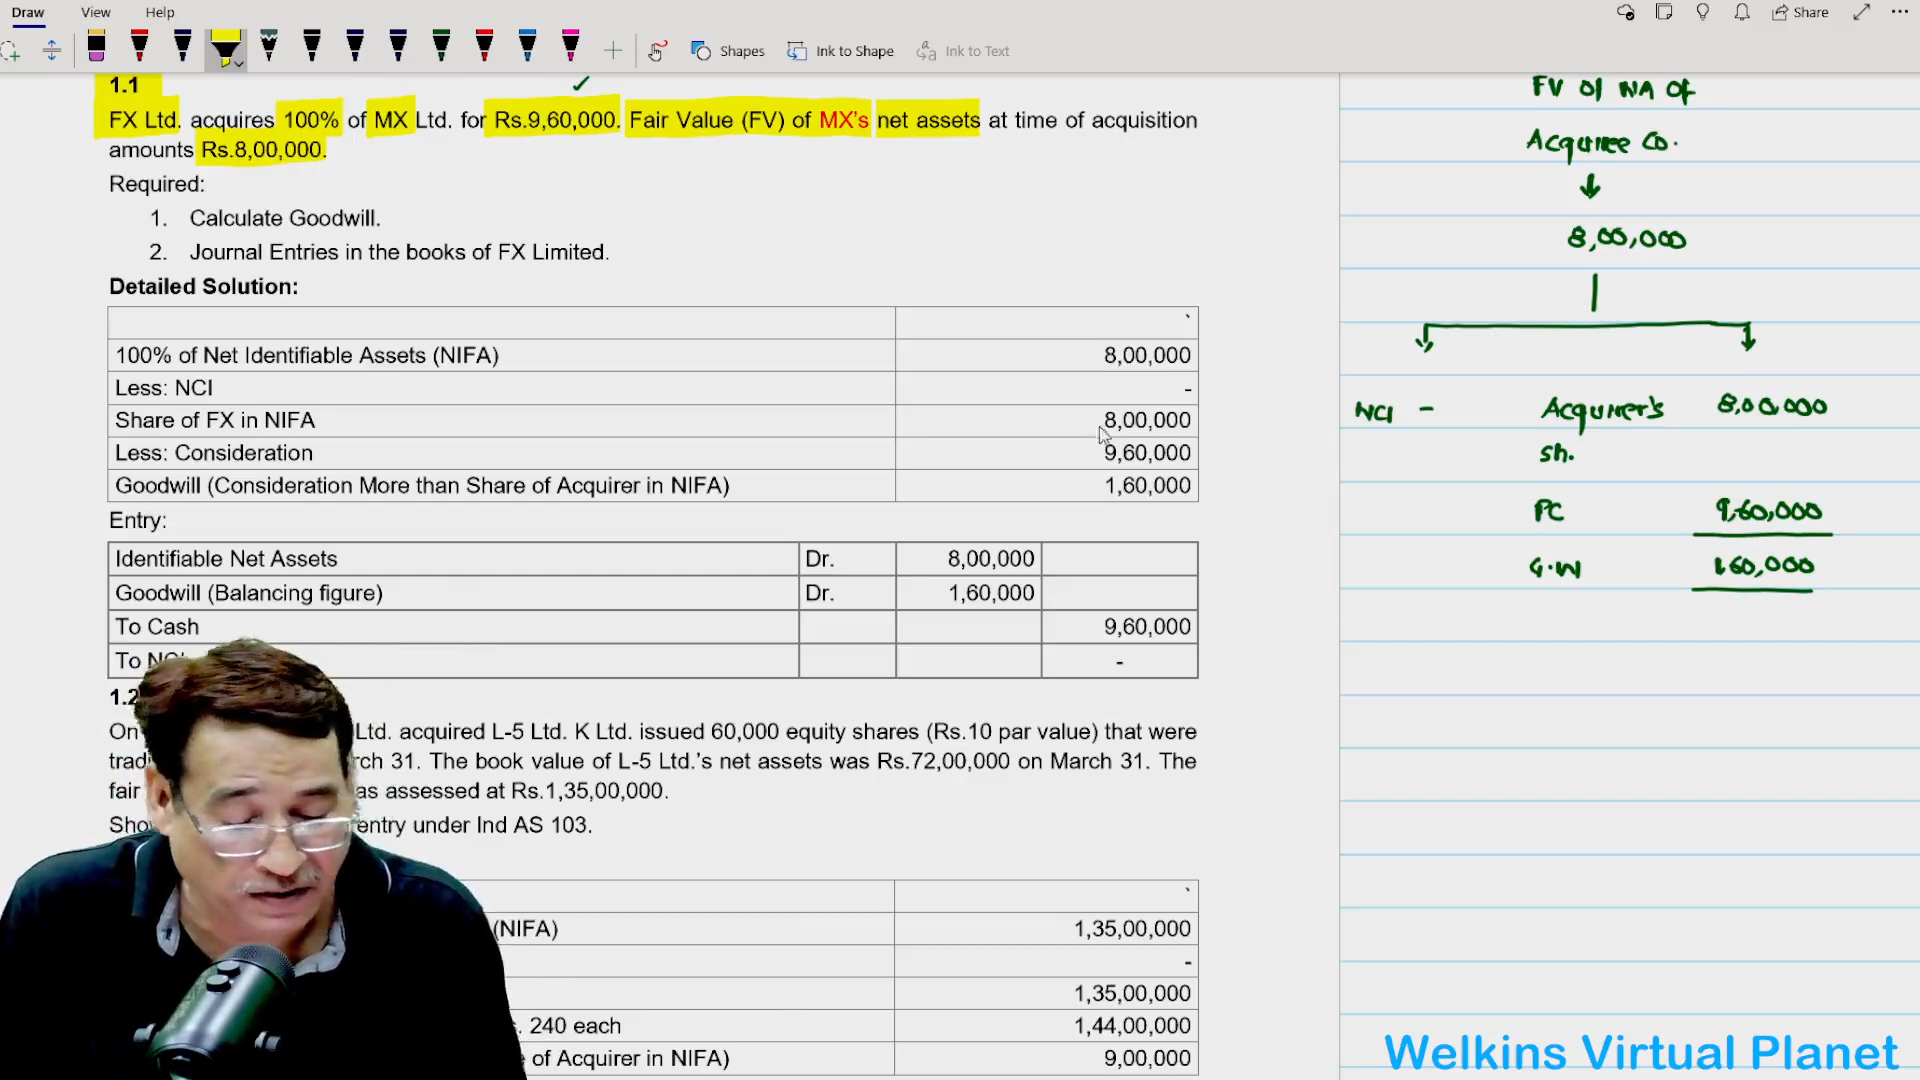 Draw View Help Share
Shapes Ink to Shape Ink to Text
1.1
FX Ltd. acquires 100% of MX Ltd. for Rs.9,60,000. Fair Value (FV) of MX's net assets at time of acquisition
amounts Rs.8,00,000.
Required:
1. Calculate Goodwill.
2. Journal Entries in the books of FX Limited.
Detailed Solution:
`
100% of Net Identifiable Assets (NIFA) 8,00,000
Less: NCI -
Share of FX in NIFA 8,00,000
Less: Consideration 9,60,000
Goodwill (Consideration More than Share of Acquirer in NIFA) 1,60,000
Entry:
Identifiable Net Assets Dr. 8,00,000
Goodwill (Balancing figure) Dr. 1,60,000
To Cash 9,60,000
To -
1.2
On Ltd. acquired L-5 Ltd. K Ltd. issued 60,000 equity shares (Rs.10 par value) that were
rch 31. The book value of L-5 Ltd.'s net assets was Rs.72,00,000 on March 31. The
fair as assessed at Rs.1,35,00,000.
entry under Ind AS 103.
`
(NIFA) 1,35,00,000
-
1,35,00,000
. 240 each 1,44,00,000
e of Acquirer in NIFA) 9,00,000
FV of NA of
Acquiree Co.
8,00,000
NCI - Acquirer's 8,00,000
sh.
PC 9,60,000
G.W 1,60,000
Welkins Virtual Planet